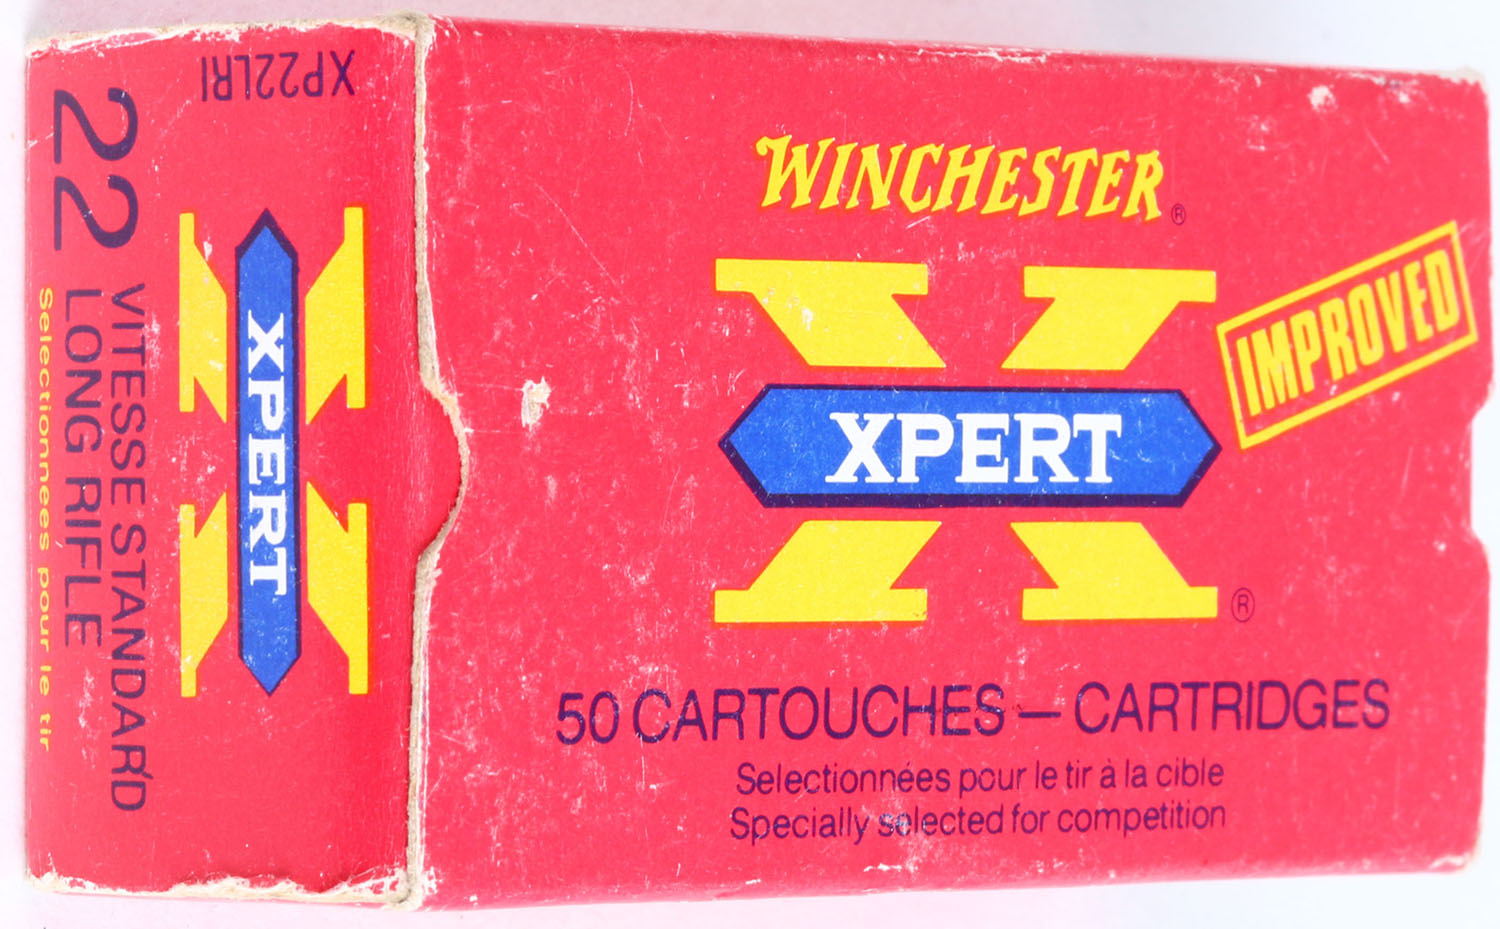 WINCHESTER®
IMPROVED
XPERT
®
50 CARTOUCHES — CARTRIDGES
Selectionnées pour le tir à la cible
Specially selected for competition
XP22LRI
XPERT
22 VITESSE STANDARD
LONG RIFLE
Selectionnées pour le tir